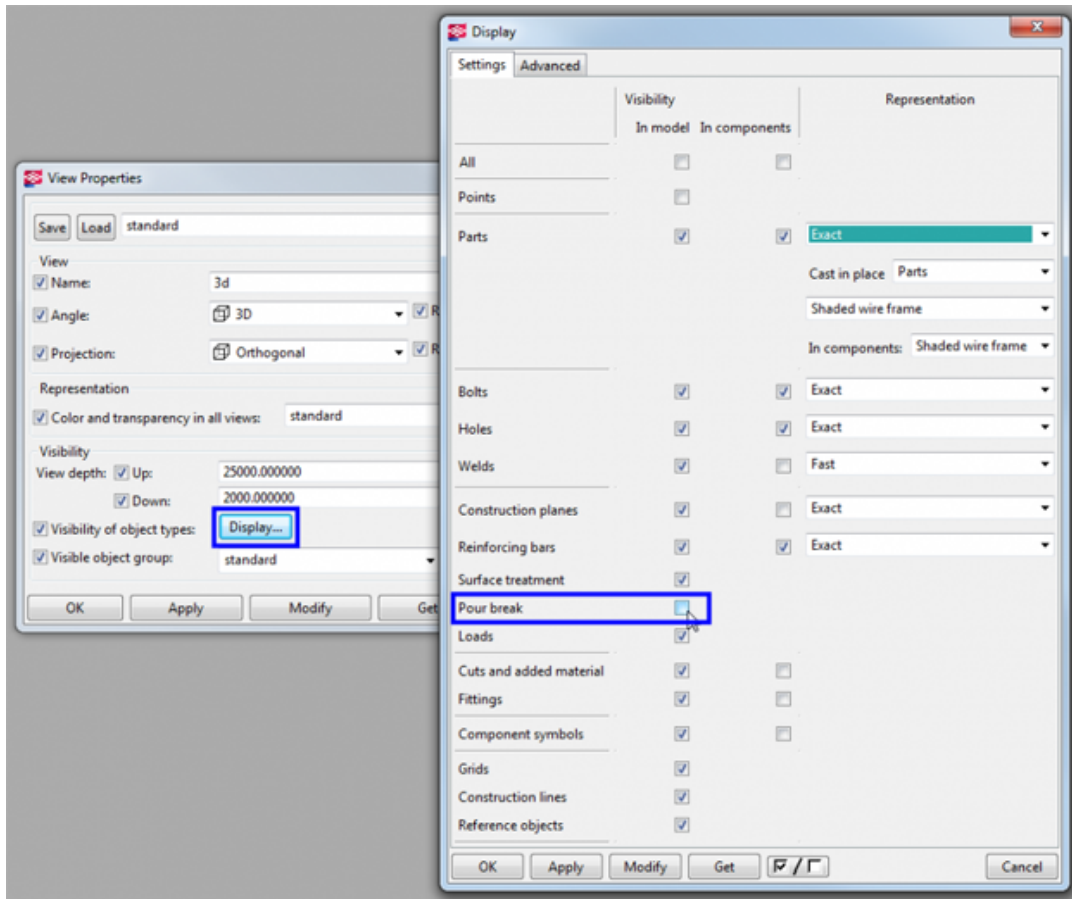 View Properties
Save Load standard
View
Name: 3d
Angle: 3D R
Projection: Orthogonal R
Representation
Color and transparency in all views: standard
Visibility
View depth: Up: 25000.000000
Down: 2000.000000
Visibility of object types: Display...
Visible object group: standard
OK Apply Modify Get
Display
Settings Advanced
Visibility Representation
In model In components
All
Points
Parts Exact
Cast in place Parts
Shaded wire frame
In components: Shaded wire frame
Bolts Exact
Holes Exact
Welds Fast
Construction planes Exact
Reinforcing bars Exact
Surface treatment
Pour break
Loads
Cuts and added material
Fittings
Component symbols
Grids
Construction lines
Reference objects
OK Apply Modify Get / Cancel